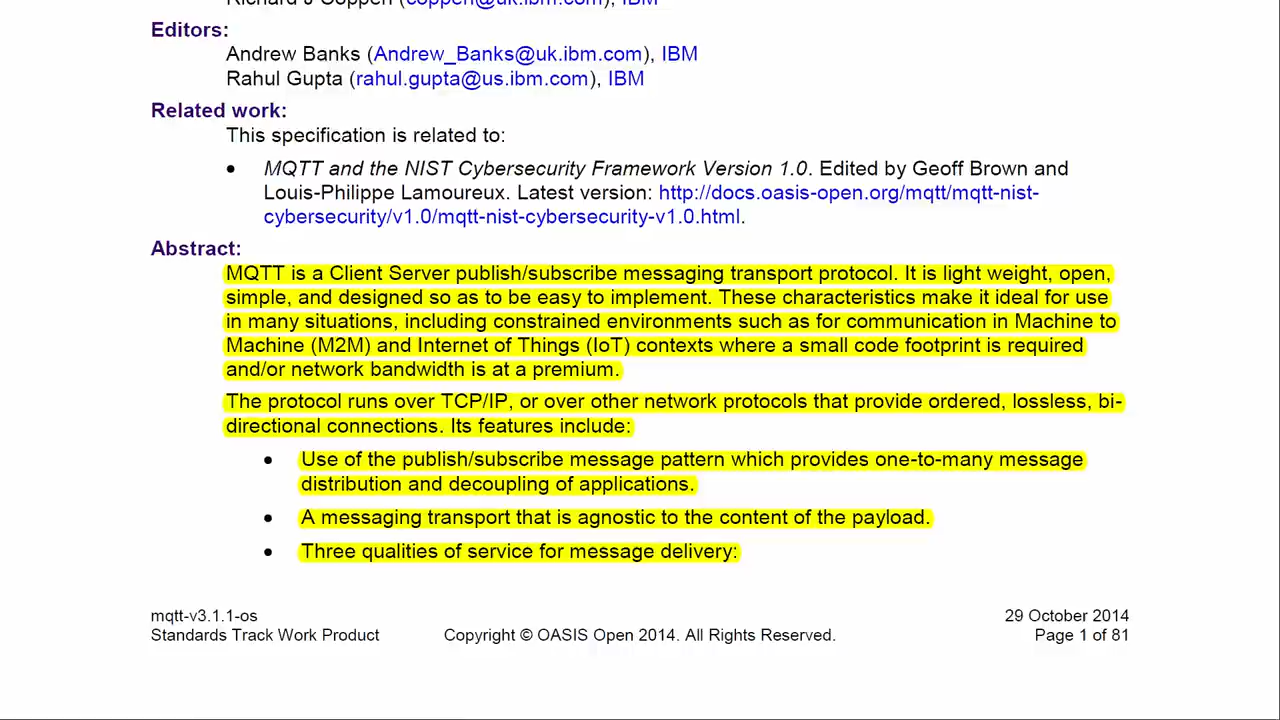 Richard J Coppen (coppen@uk.ibm.com), IBM
Editors:
Andrew Banks (Andrew_Banks@uk.ibm.com), IBM
Rahul Gupta (rahul.gupta@us.ibm.com), IBM
Related work:
This specification is related to:
• MQTT and the NIST Cybersecurity Framework Version 1.0. Edited by Geoff Brown and
Louis-Philippe Lamoureux. Latest version: http://docs.oasis-open.org/mqtt/mqtt-nist-
cybersecurity/v1.0/mqtt-nist-cybersecurity-v1.0.html.
Abstract:
MQTT is a Client Server publish/subscribe messaging transport protocol. It is light weight, open,
simple, and designed so as to be easy to implement. These characteristics make it ideal for use
in many situations, including constrained environments such as for communication in Machine to
Machine (M2M) and Internet of Things (IoT) contexts where a small code footprint is required
and/or network bandwidth is at a premium.
The protocol runs over TCP/IP, or over other network protocols that provide ordered, lossless, bi-
directional connections. Its features include:
• Use of the publish/subscribe message pattern which provides one-to-many message
distribution and decoupling of applications.
• A messaging transport that is agnostic to the content of the payload.
• Three qualities of service for message delivery:
mqtt-v3.1.1-os 29 October 2014
Standards Track Work Product Copyright © OASIS Open 2014. All Rights Reserved. Page 1 of 81